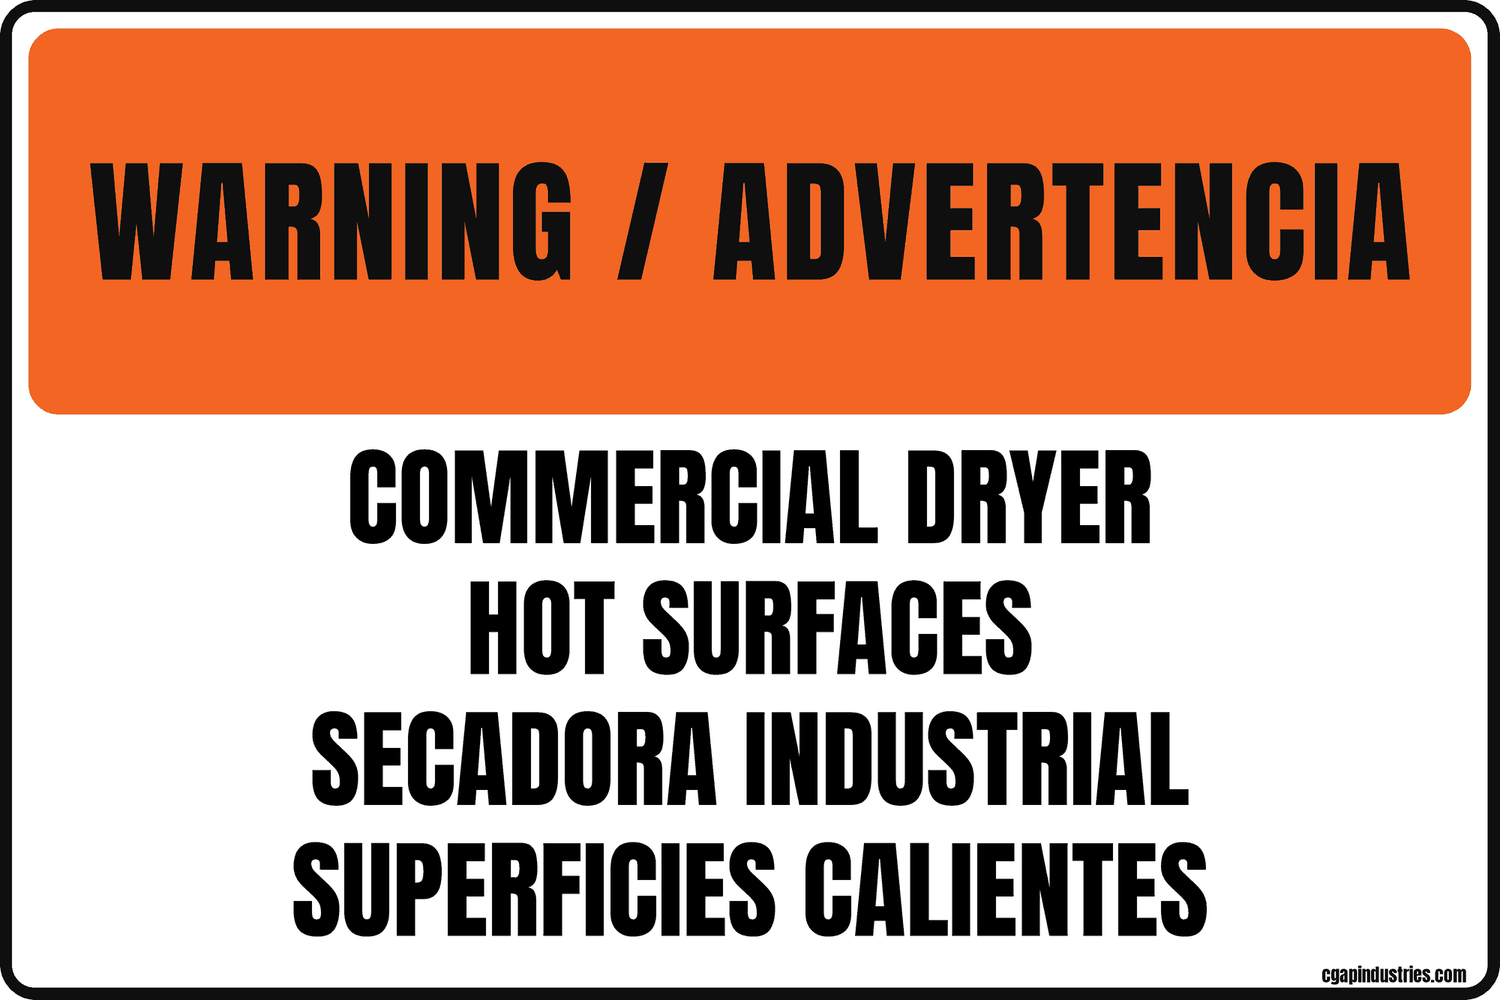 WARNING / ADVERTENCIA
COMMERCIAL DRYER
HOT SURFACES
SECADORA INDUSTRIAL
SUPERFICIES CALIENTES
cgapindustries.com